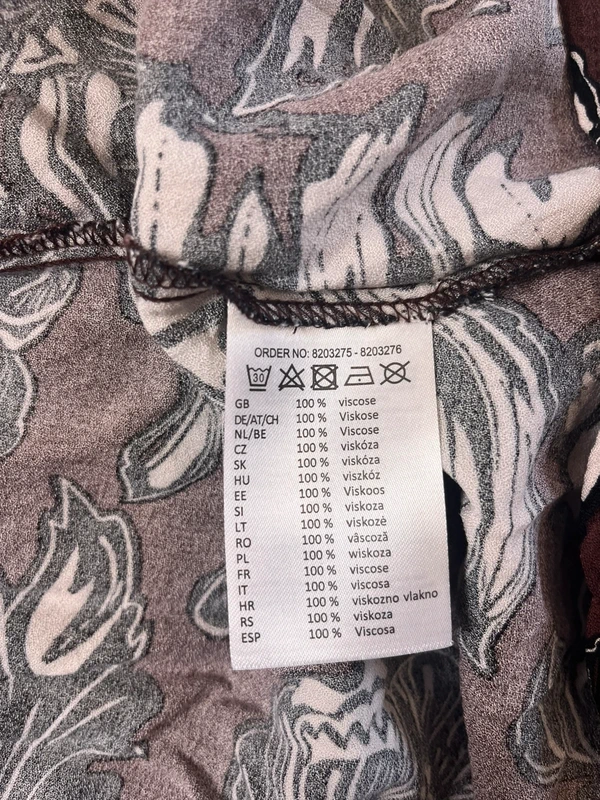 ORDER NO: 8203275 - 8203276
30
GB 100 % viscose
DE/AT/CH 100 % Viskose
NL/BE 100 % Viscose
CZ 100 % viskóza
SK 100 % viskóza
HU 100 % viszkóz
EE 100 % Viskoos
SI 100 % viskoza
LT 100 % viskozė
RO 100 % vâscoză
PL 100 % wiskoza
FR 100 % viscose
IT 100 % viscosa
HR 100 % viskozno vlakno
RS 100 % viskoza
ESP 100 % Viscosa